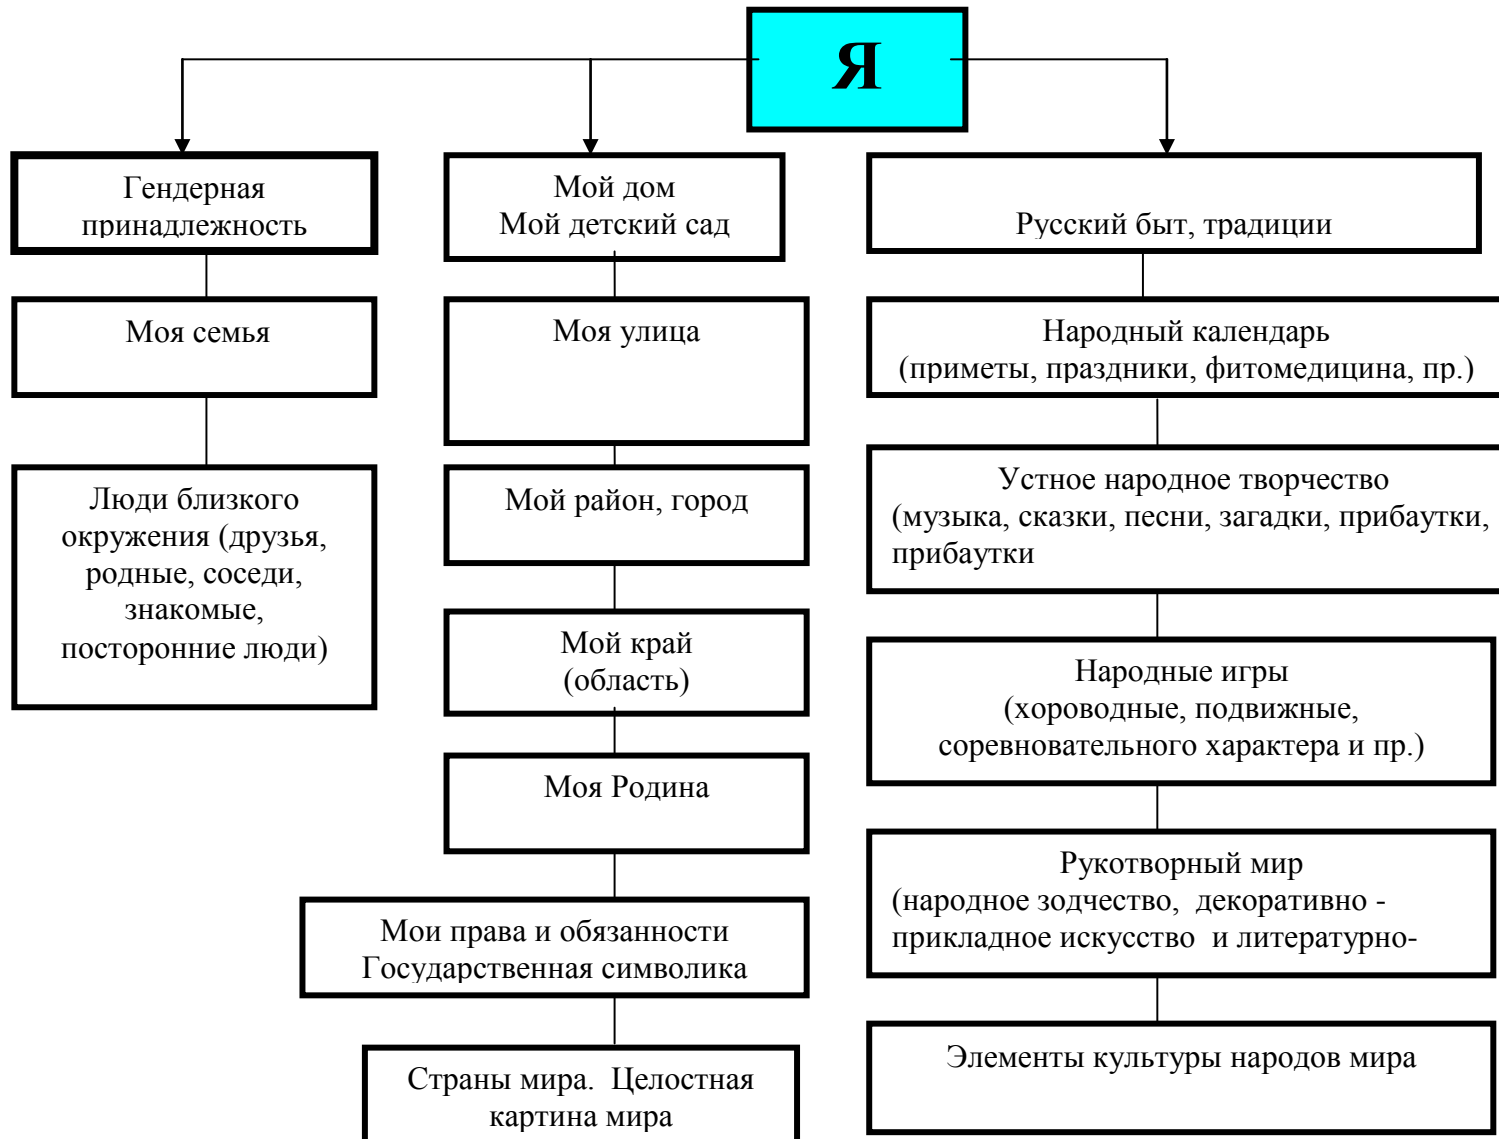 Я
Гендерная
принадлежность
Моя семья
Люди близкого
окружения (друзья,
родные, соседи,
знакомые,
посторонние люди)
Мой дом
Мой детский сад
Моя улица
Мой район, город
Мой край
(область)
Моя Родина
Мои права и обязанности
Государственная символика
Страны мира. Целостная
картина мира
Русский быт, традиции
Народный календарь
(приметы, праздники, фитомедицина, пр.)
Устное народное творчество
(музыка, сказки, песни, загадки, прибаутки,
прибаутки
Народные игры
(хороводные, подвижные,
соревновательного характера и пр.)
Рукотворный мир
(народное зодчество, декоративно -
прикладное искусство и литературно-
Элементы культуры народов мира